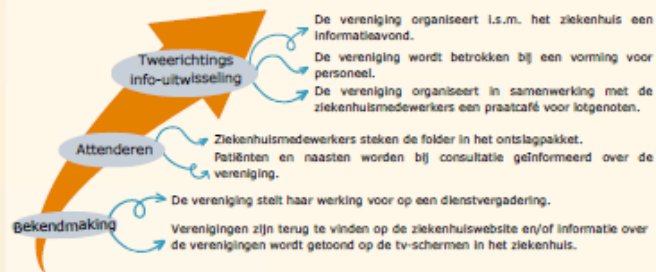 De vereniging organiseert i.s.m. het ziekenhuis een
informatieavond.
Tweerichtings
info-uitwisseling
De vereniging wordt betrokken bij een vorming voor
personeel.
De vereniging organiseert in samenwerking met de
ziekenhuismedewerkers een praatcafé voor lotgenoten.
Attenderen
Ziekenhuismedewerkers steken de folder in het ontslagpakket.
Patiënten en naasten worden bij consultatie geïnformeerd over de
vereniging.
Bekendmaking
De vereniging stelt haar werking voor op een dienstvergadering.
Verenigingen zijn terug te vinden op de ziekenhuiswebsite en/of informatie over
de verenigingen wordt getoond op de tv-schermen in het ziekenhuis.